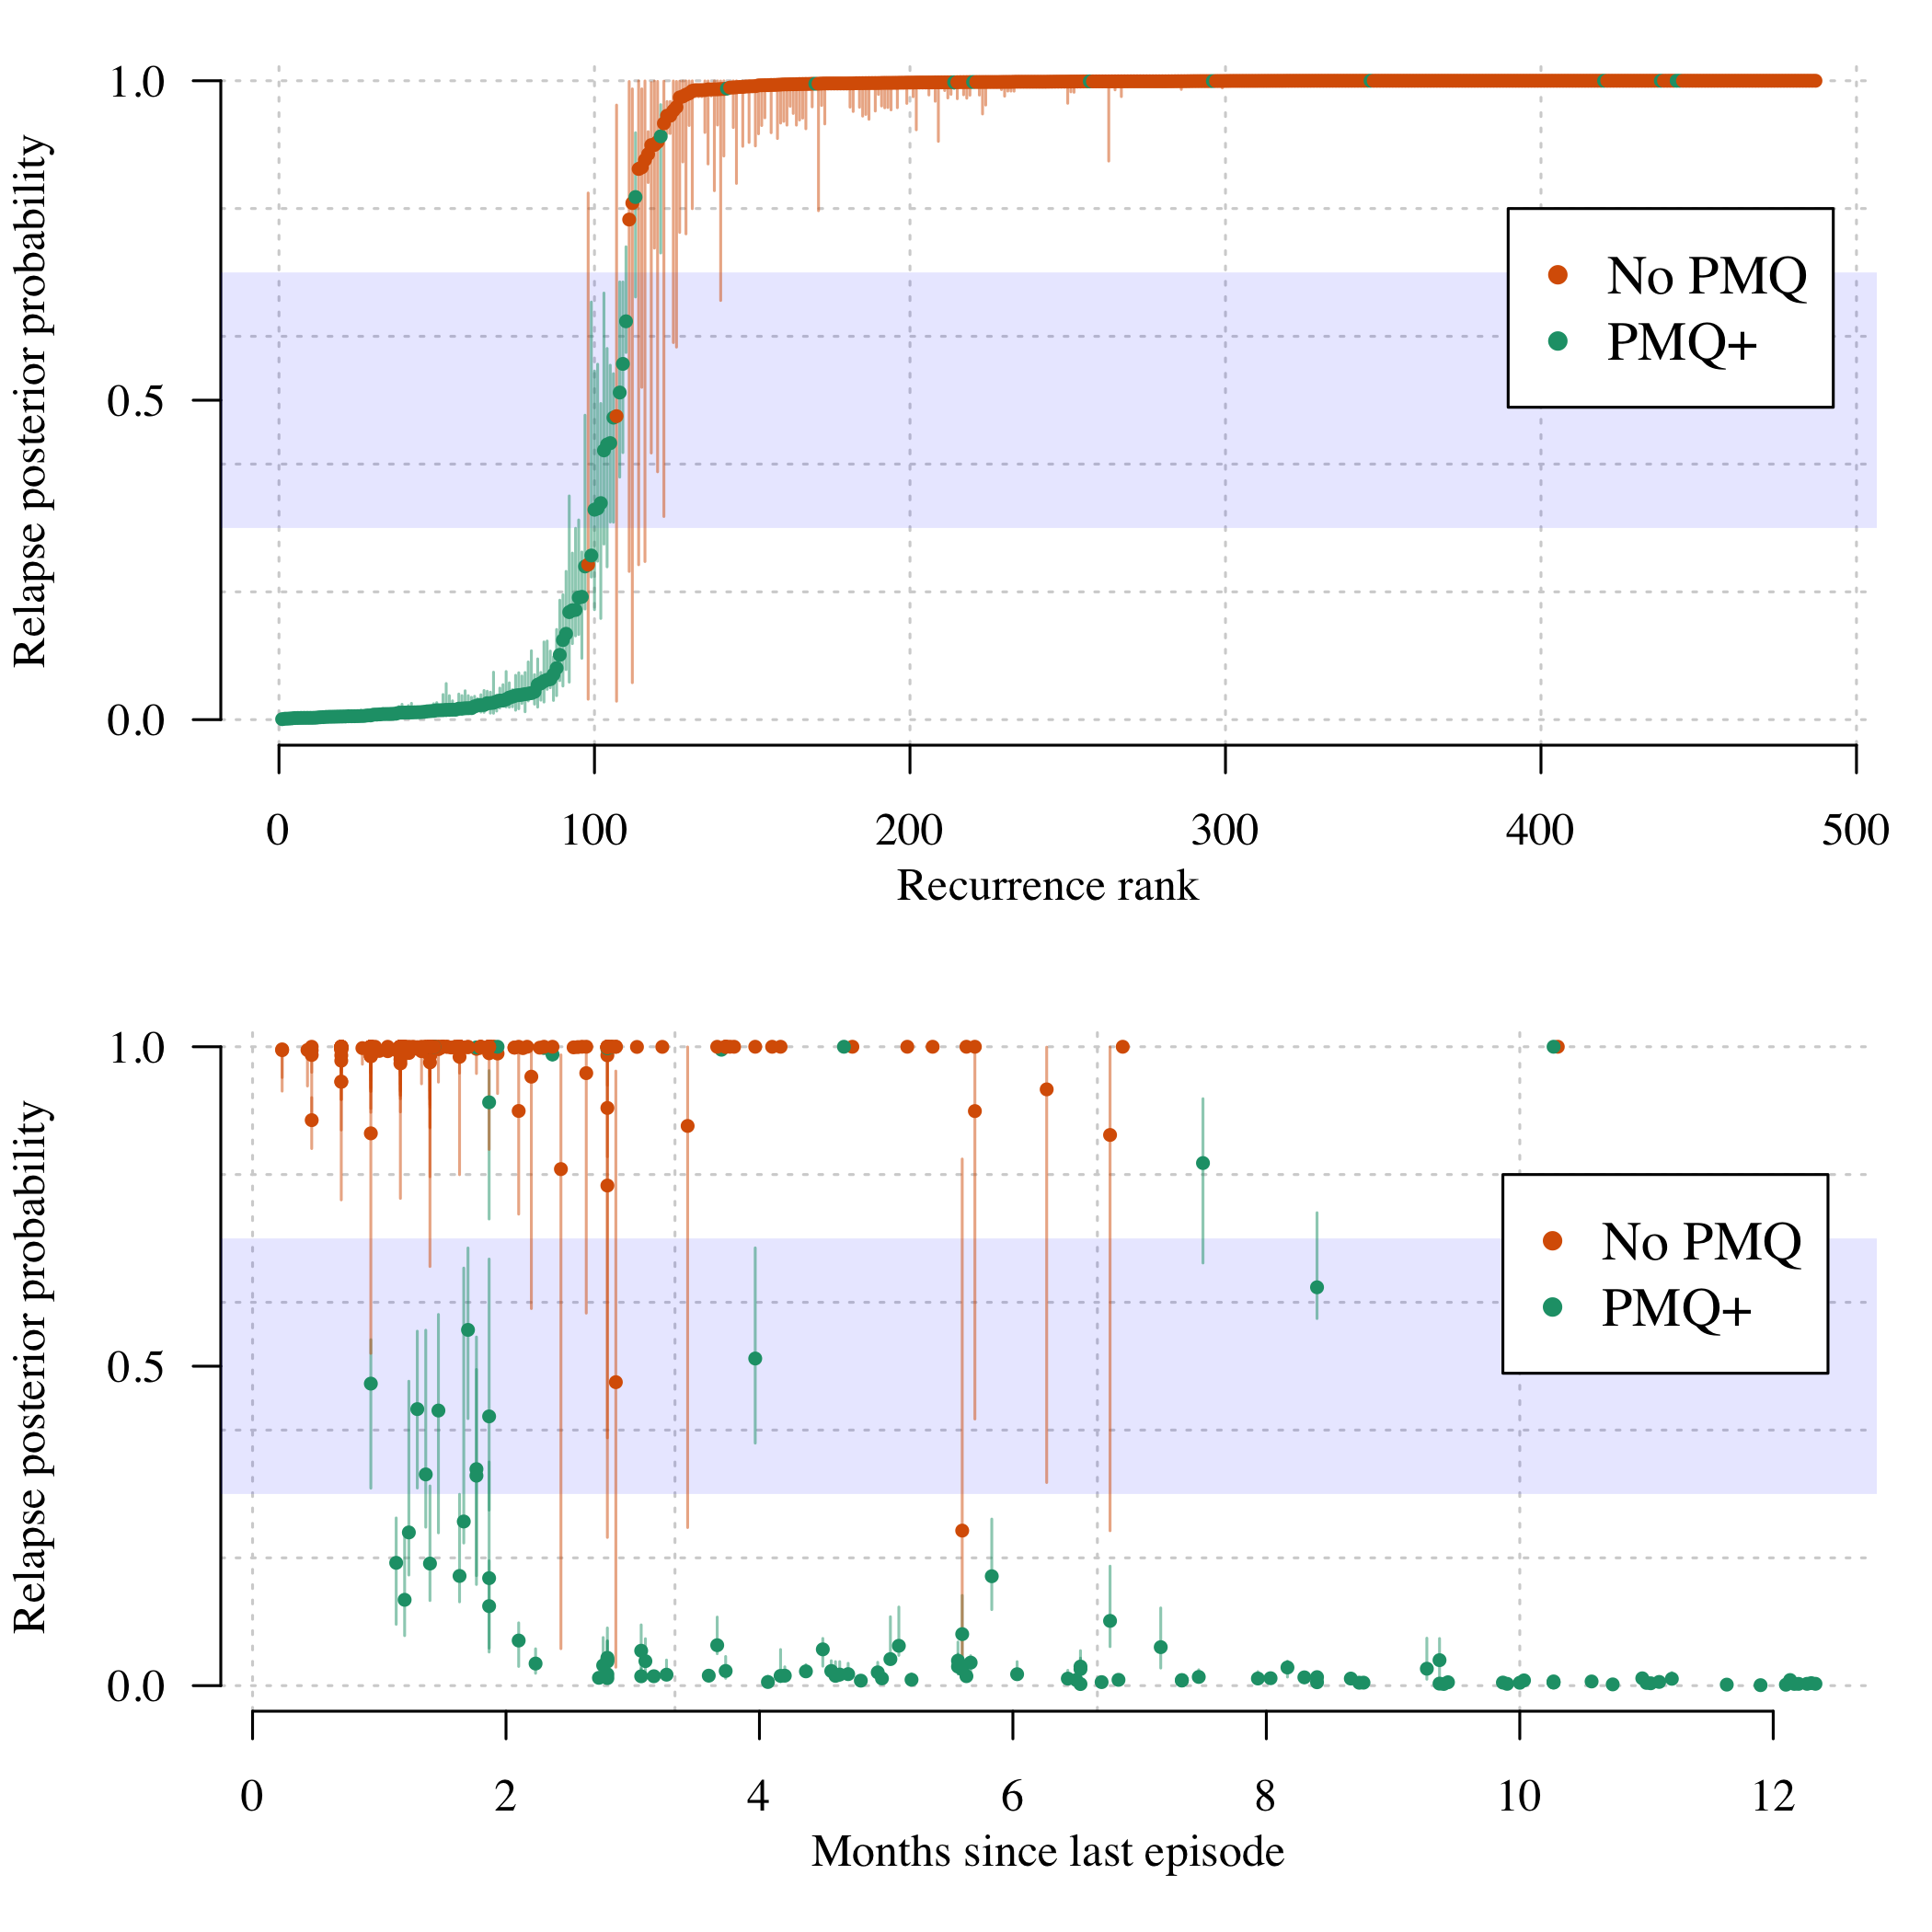 Relapse posterior probability
1.0
0.5
0.0
No PMQ
PMQ+
0 100 200 300 400 500
Recurrence rank
Relapse posterior probability
1.0
0.5
0.0
No PMQ
PMQ+
0 2 4 6 8 10 12
Months since last episode